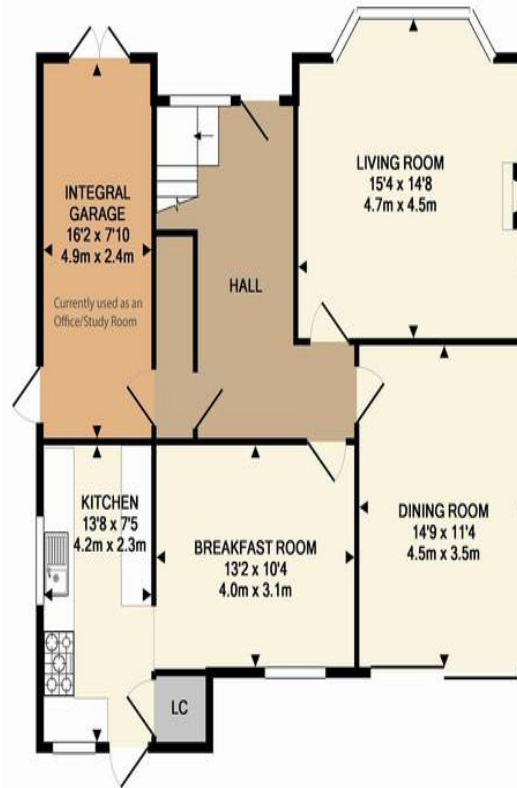 LIVING ROOM
15'4 x 14'8
4.7m x 4.5m
INTEGRAL
GARAGE
16'2 x 7'10
4.9m x 2.4m
Currently used as an
Office/Study Room
HALL
KITCHEN
13'8 x 7'5
4.2m x 2.3m
BREAKFAST ROOM
13'2 x 10'4
4.0m x 3.1m
DINING ROOM
14'9 x 11'4
4.5m x 3.5m
LC